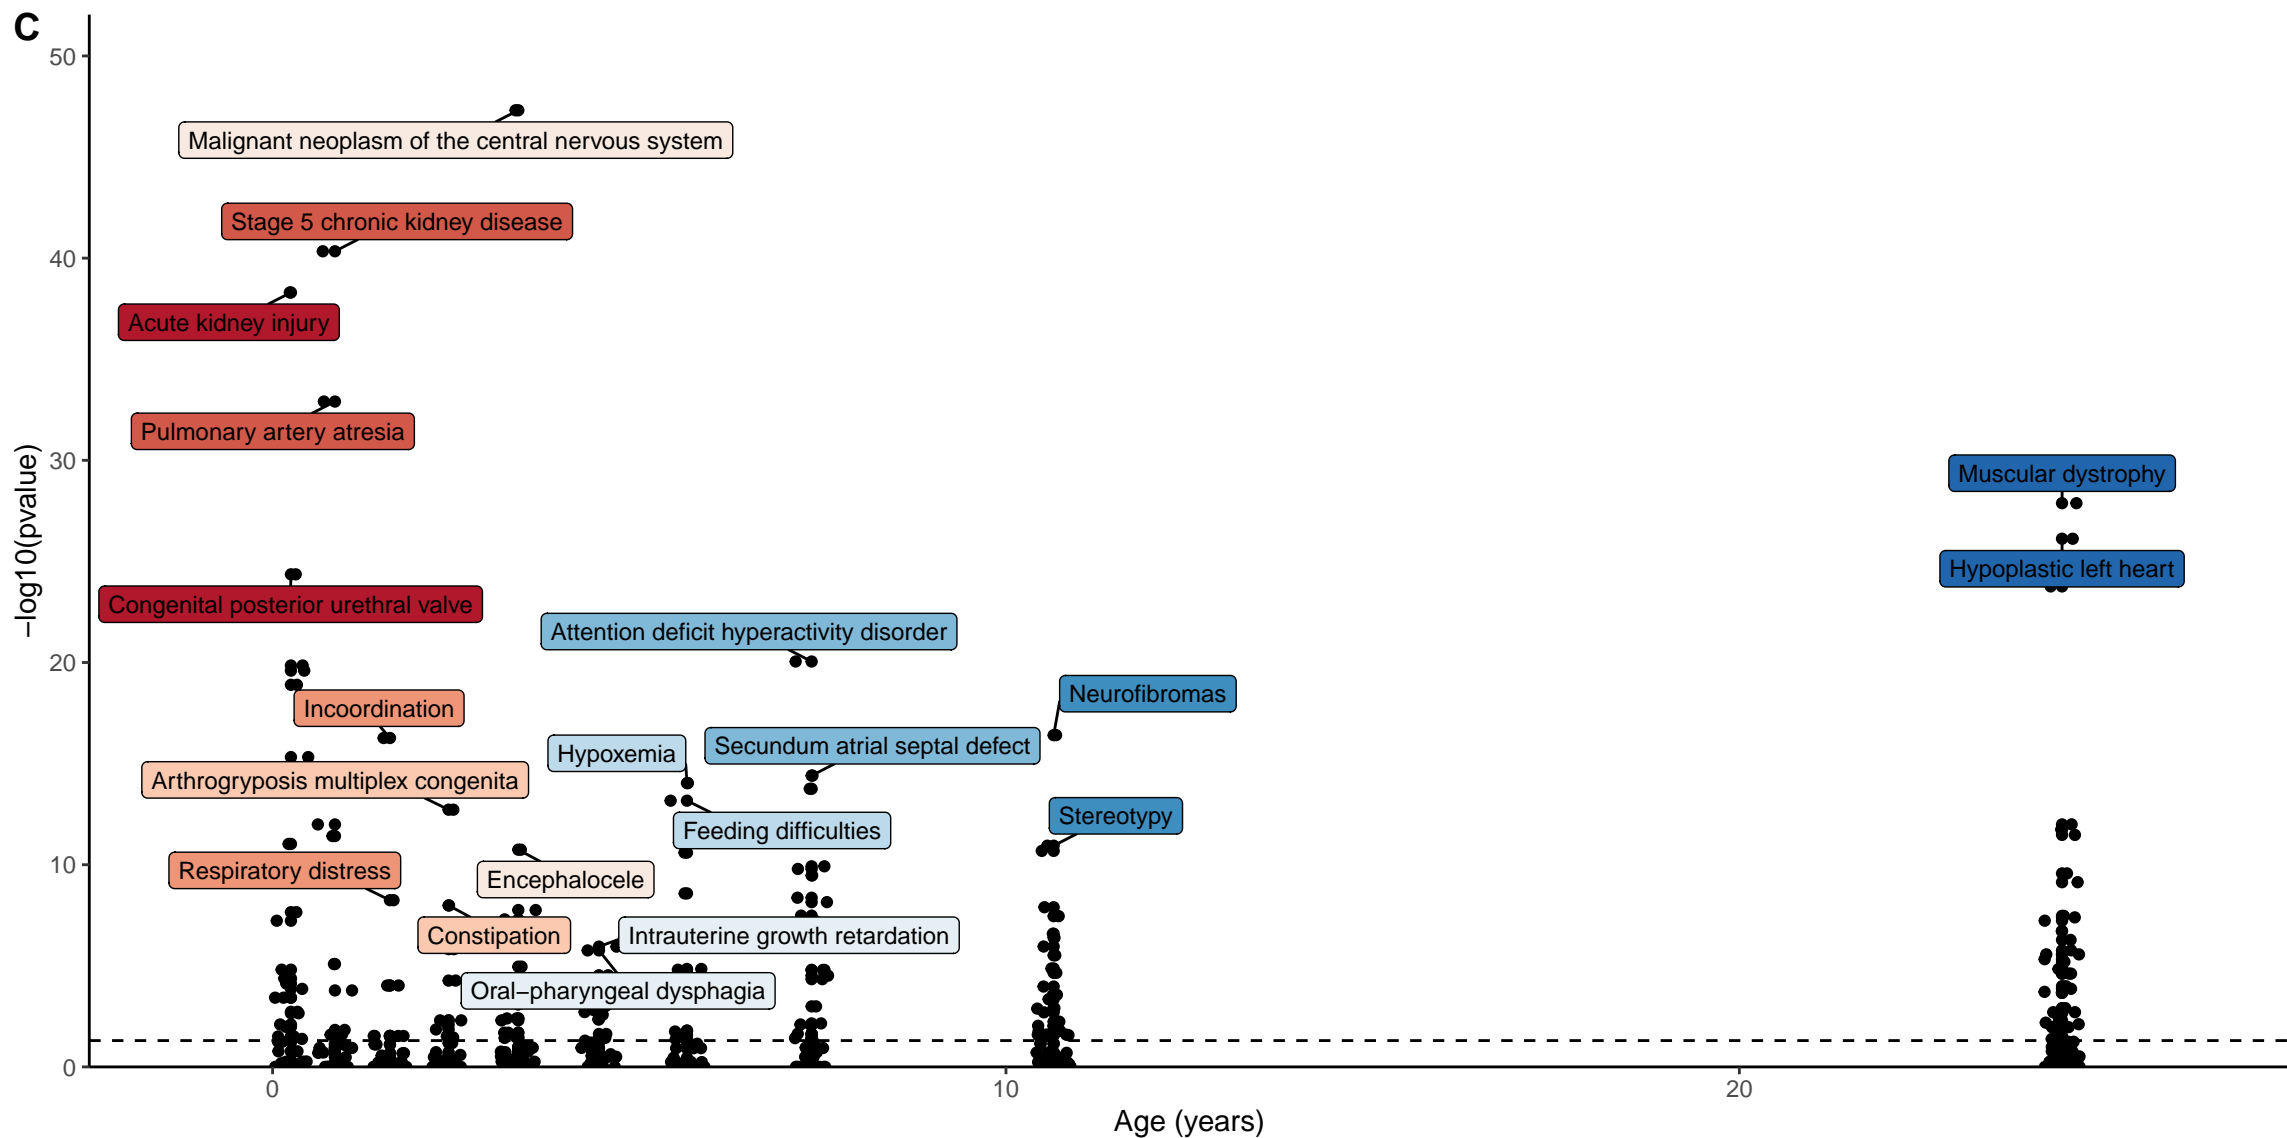 C
50
Malignant neoplasm of the central nervous system
Stage 5 chronic kidney disease
40
Acute kidney injury
Pulmonary artery atresia
30
Muscular dystrophy
Hypoplastic left heart
Congenital posterior urethral valve
Attention deficit hyperactivity disorder
20
Neurofibromas
Incoordination
Secundum atrial septal defect
Hypoxemia
Arthrogryposis multiplex congenita
Stereotypy
Feeding difficulties
10
Respiratory distress
Encephalocele
Constipation
Intrauterine growth retardation
Oral−pharyngeal dysphagia
0
−log10(pvalue)
0 10 20
Age (years)